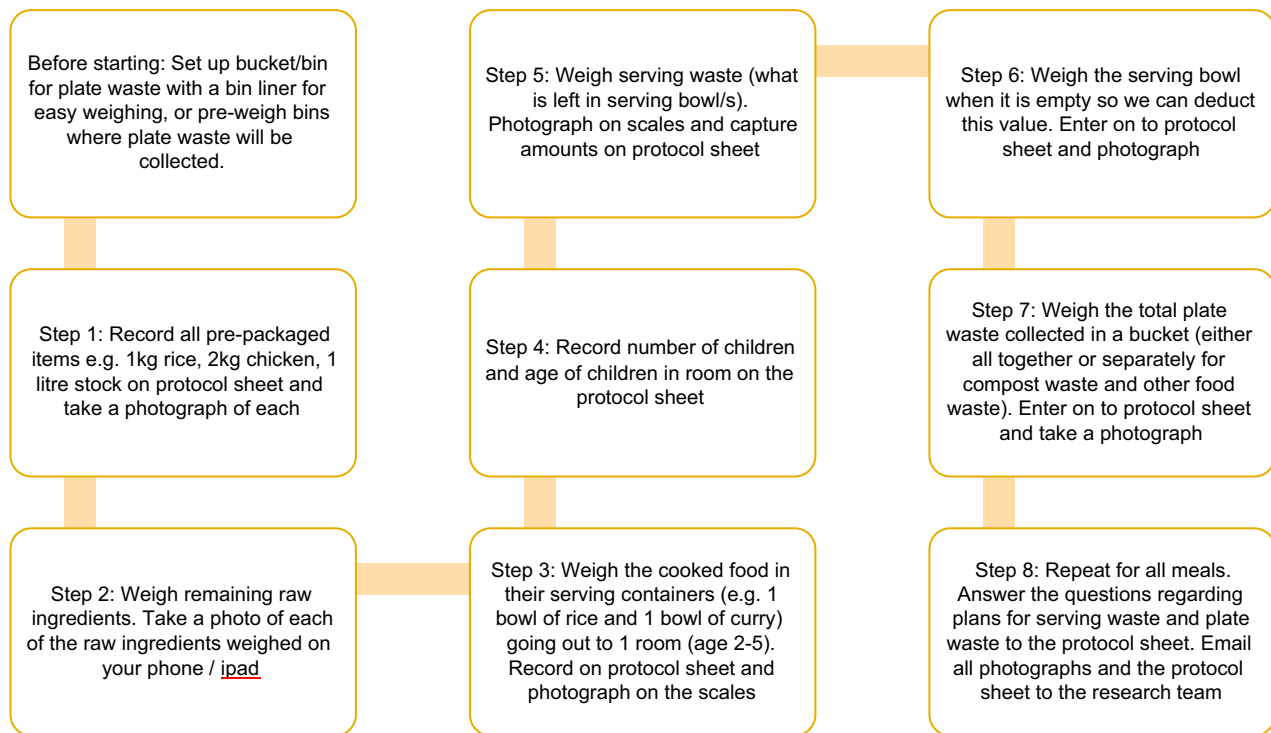 Before starting: Set up bucket/bin
for plate waste with a bin liner for
easy weighing, or pre-weigh bins
where plate waste will be
collected.
Step 1: Record all pre-packaged
items e.g. 1kg rice, 2kg chicken, 1
litre stock on protocol sheet and
take a photograph of each
Step 2: Weigh remaining raw
ingredients. Take a photo of each
of the raw ingredients weighed on
your phone / ipad
Step 3: Weigh the cooked food in
their serving containers (e.g. 1
bowl of rice and 1 bowl of curry)
going out to 1 room (age 2-5).
Record on protocol sheet and
photograph on the scales
Step 4: Record number of children
and age of children in room on the
protocol sheet
Step 5: Weigh serving waste (what
is left in serving bowl/s).
Photograph on scales and capture
amounts on protocol sheet
Step 6: Weigh the serving bowl
when it is empty so we can deduct
this value. Enter on to protocol
sheet and photograph
Step 7: Weigh the total plate
waste collected in a bucket (either
all together or separately for
compost waste and other food
waste). Enter on to protocol sheet
and take a photograph
Step 8: Repeat for all meals.
Answer the questions regarding
plans for serving waste and plate
waste to the protocol sheet. Email
all photographs and the protocol
sheet to the research team